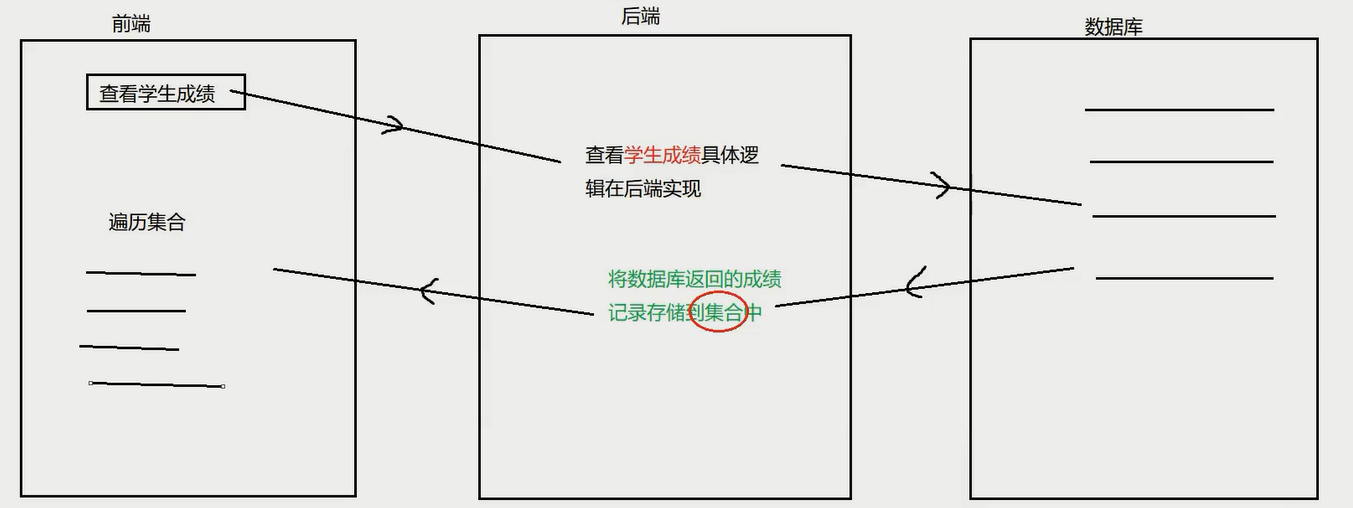 前端
后端
数据库
查看学生成绩
查看学生成绩具体逻
辑在后端实现
遍历集合
将数据库返回的成绩
记录存储到集合中